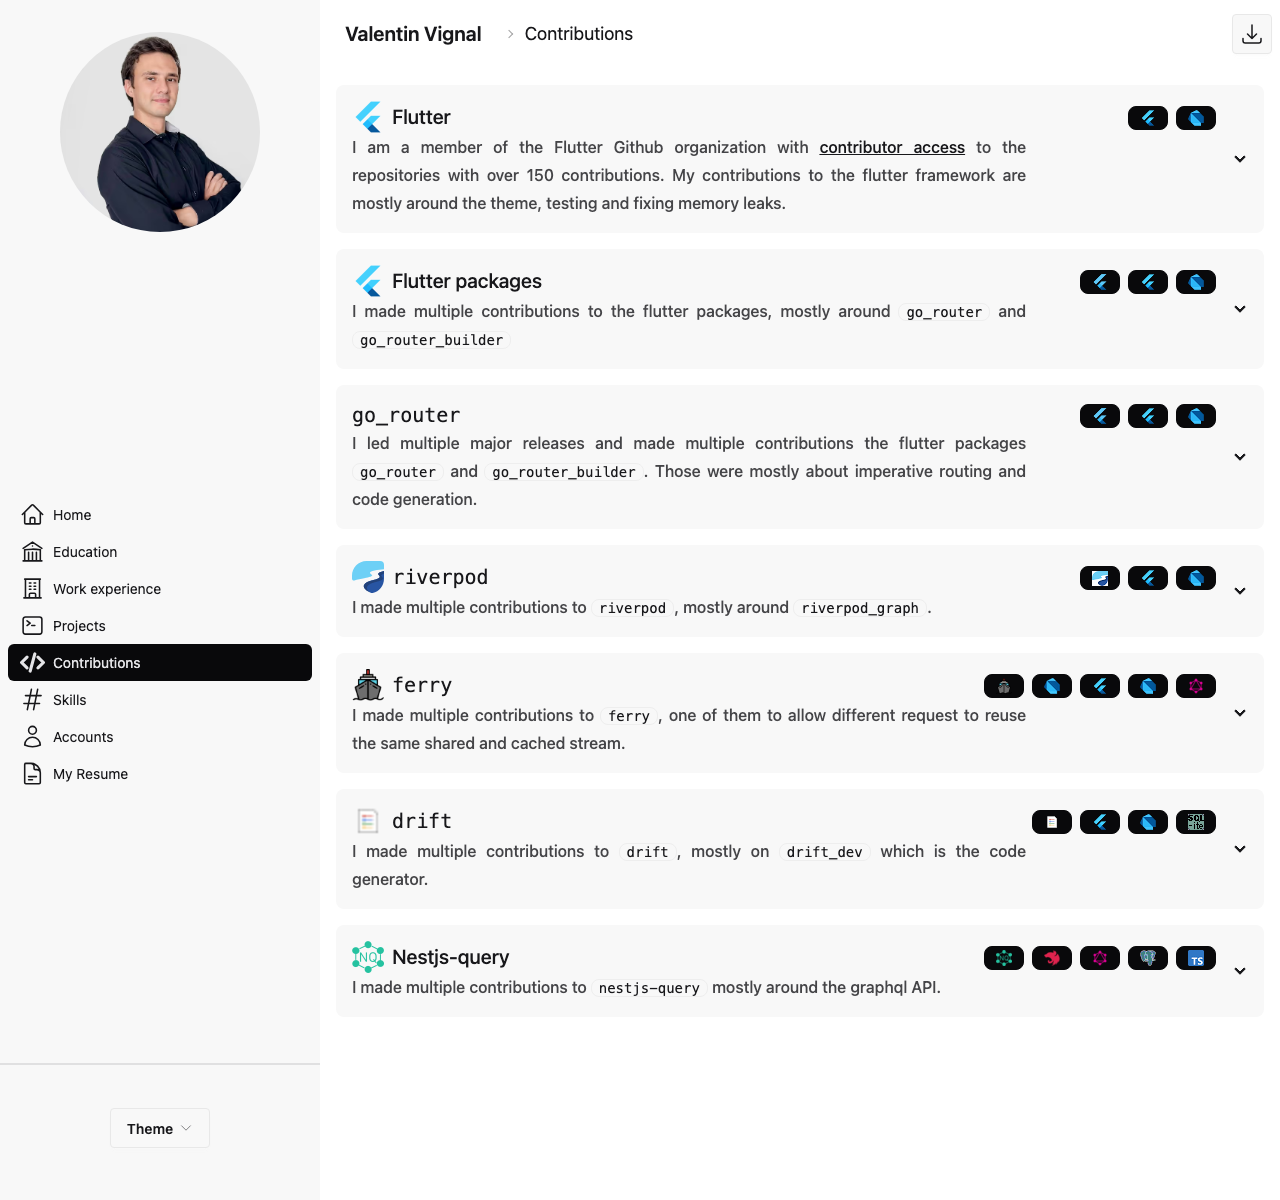 Valentin Vignal
Contributions
Flutter
I am a member of the Flutter Github organization with contributor access to the
repositories with over 150 contributions. My contributions to the flutter framework are
mostly around the theme, testing and fixing memory leaks.
Flutter packages
I made multiple contributions to the flutter packages, mostly around go_router and
go_router_builder
go_router
I led multiple major releases and made multiple contributions the flutter packages
go_router and go_router_builder. Those were mostly about imperative routing and
code generation.
riverpod
I made multiple contributions to riverpod, mostly around riverpod_graph.
ferry
I made multiple contributions to ferry, one of them to allow different request to reuse
the same shared and cached stream.
drift
I made multiple contributions to drift, mostly on drift_dev which is the code
generator.
NQ
Nestjs-query
TS
I made multiple contributions to nestjs-query mostly around the graphql API.
Home
Education
Work experience
Projects
Contributions
Skills
Accounts
My Resume
Theme